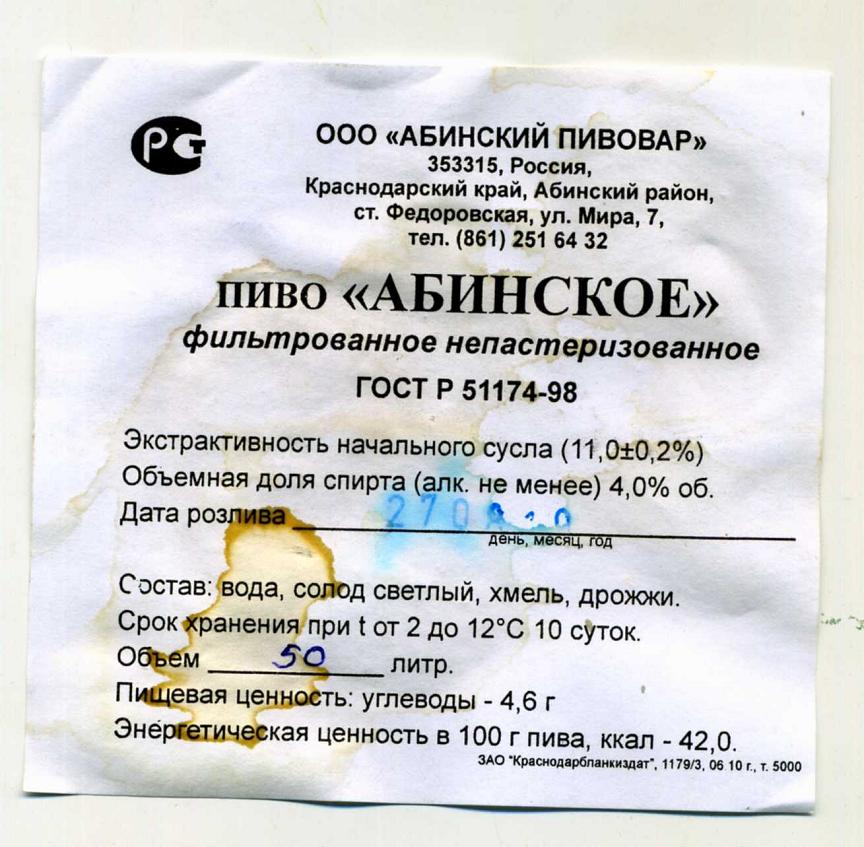 РСТ
ООО «АБИНСКИЙ ПИВОВАР»
353315, Россия,
Краснодарский край, Абинский район,
ст. Федоровская, ул. Мира, 7,
тел. (861) 251 64 32
ПИВО «АБИНСКОЕ»
фильтрованное непастеризованное
ГОСТ Р 51174-98
Экстрактивность начального сусла (11,0±0,2%)
Объемная доля спирта (алк. не менее) 4,0% об.
Дата розлива
день, месяц, год
Состав: вода, солод светлый, хмель, дрожжи.
Срок хранения при t от 2 до 12°С 10 суток.
Объем 50 литр.
Пищевая ценность: углеводы - 4,6 г
Энергетическая ценность в 100 г пива, ккал - 42,0.
ЗАО "Краснодарбланкиздат", 1179/3, 06 10 г., т. 5000